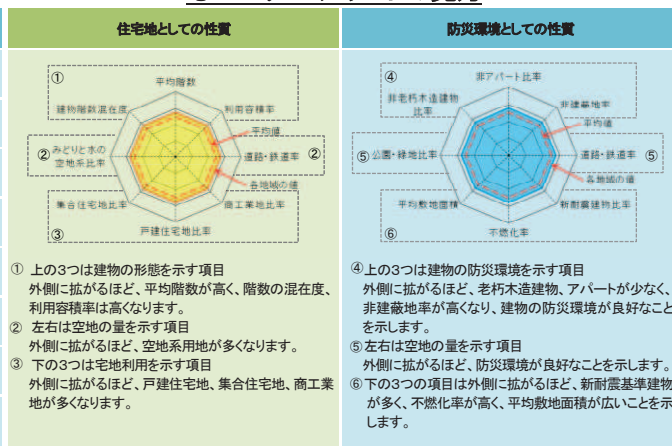 住宅地としての性質
①
平均階数
建物階数混在度
利用容積率
平均値
②
みどりと水の
空地系比率
道路・鉄道率
②
各地域の値
集合住宅地比率
商工業地比率
③
戸建住宅地比率
① 上の3つは建物の形態を示す項目
外側に拡がるほど、平均階数が高く、階数の混在度、
利用容積率は高くなります。
② 左右は空地の量を示す項目
外側に拡がるほど、空地系用地が多くなります。
③ 下の3つは宅地利用を示す項目
外側に拡がるほど、戸建住宅地、集合住宅地、商工業
地が多くなります。
防災環境としての性質
④
非アパート比率
非老朽木造建物
比率
非建蔽地率
平均値
⑤
公園・緑地比率
道路・鉄道率
⑤
各地域の値
平均敷地面積
新耐震建物比率
⑥
不燃化率
④上の3つは建物の防災環境を示す項目
外側に拡がるほど、老朽木造建物、アパートが少なく、
非建蔽地率が高くなり、建物の防災環境が良好なこと
を示します。
⑤左右は空地の量を示す項目
外側に拡がるほど、防災環境が良好なことを示します。
⑥下の3つの項目は外側に拡がるほど、新耐震基準建物
が多く、不燃化率が高く、平均敷地面積が広いことを示
します。